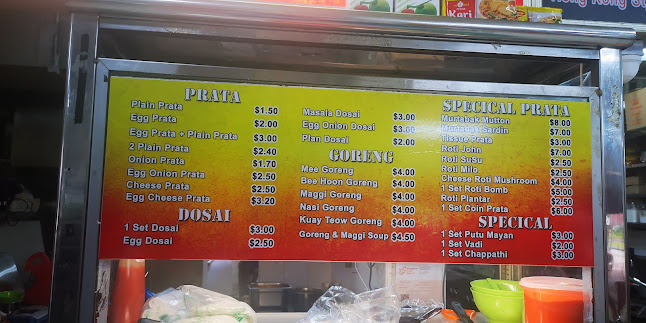 Kari
PRATA
Plain Prata $1.50
Egg Prata $2.00
Egg Prata + Plain Prata $3.00
2 Plain Prata $2.40
Onion Prata $1.70
Egg Onion Prata $2.50
Cheese Prata $2.50
Egg Cheese Prata $3.20
DOSAI
1 Set Dosai $3.00
Egg Dosai $2.50
Masala Dosai $3.00
Egg Onion Dosai $3.00
Plan Dosai $2.00
GORENG
Mee Goreng $4.00
Bee Hoon Goreng $4.00
Maggi Goreng $4.00
Nasi Goreng $4.00
Kuay Teow Goreng $4.00
Goreng & Maggi Soup $4.50
SPECICAL PRATA
Murtabak Mutton $8.00
Murtabak Sardin $7.00
Tissue Prata $3.00
Roti John $7.00
Roti SuSu $2.50
Roti Milo $2.50
Cheese Roti Mushroom $4.00
1 Set Roti Bomb $5.00
Roti Plantar $2.50
1 Set Coin Prata $6.00
SPECICAL
1 Set Putu Mayan $3.00
1 Set Vadi $2.00
1 Set Chappathi $3.00